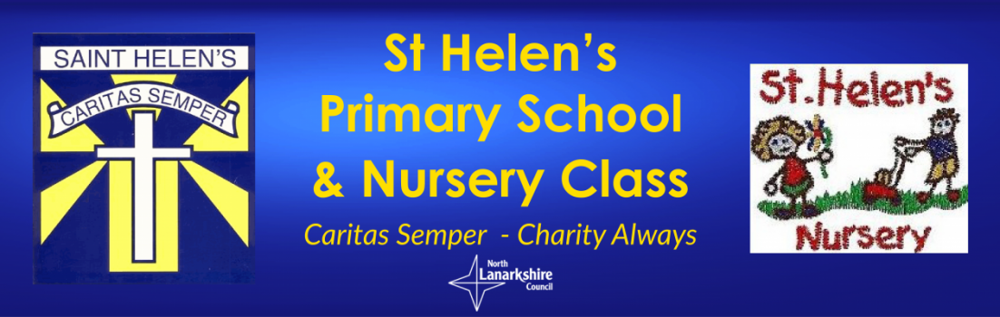 SAINT HELEN'S
CARITAS SEMPER
St Helen's
Primary School
& Nursery Class
Caritas Semper - Charity Always
North
Lanarkshire
Council
St.Helen's
Nursery